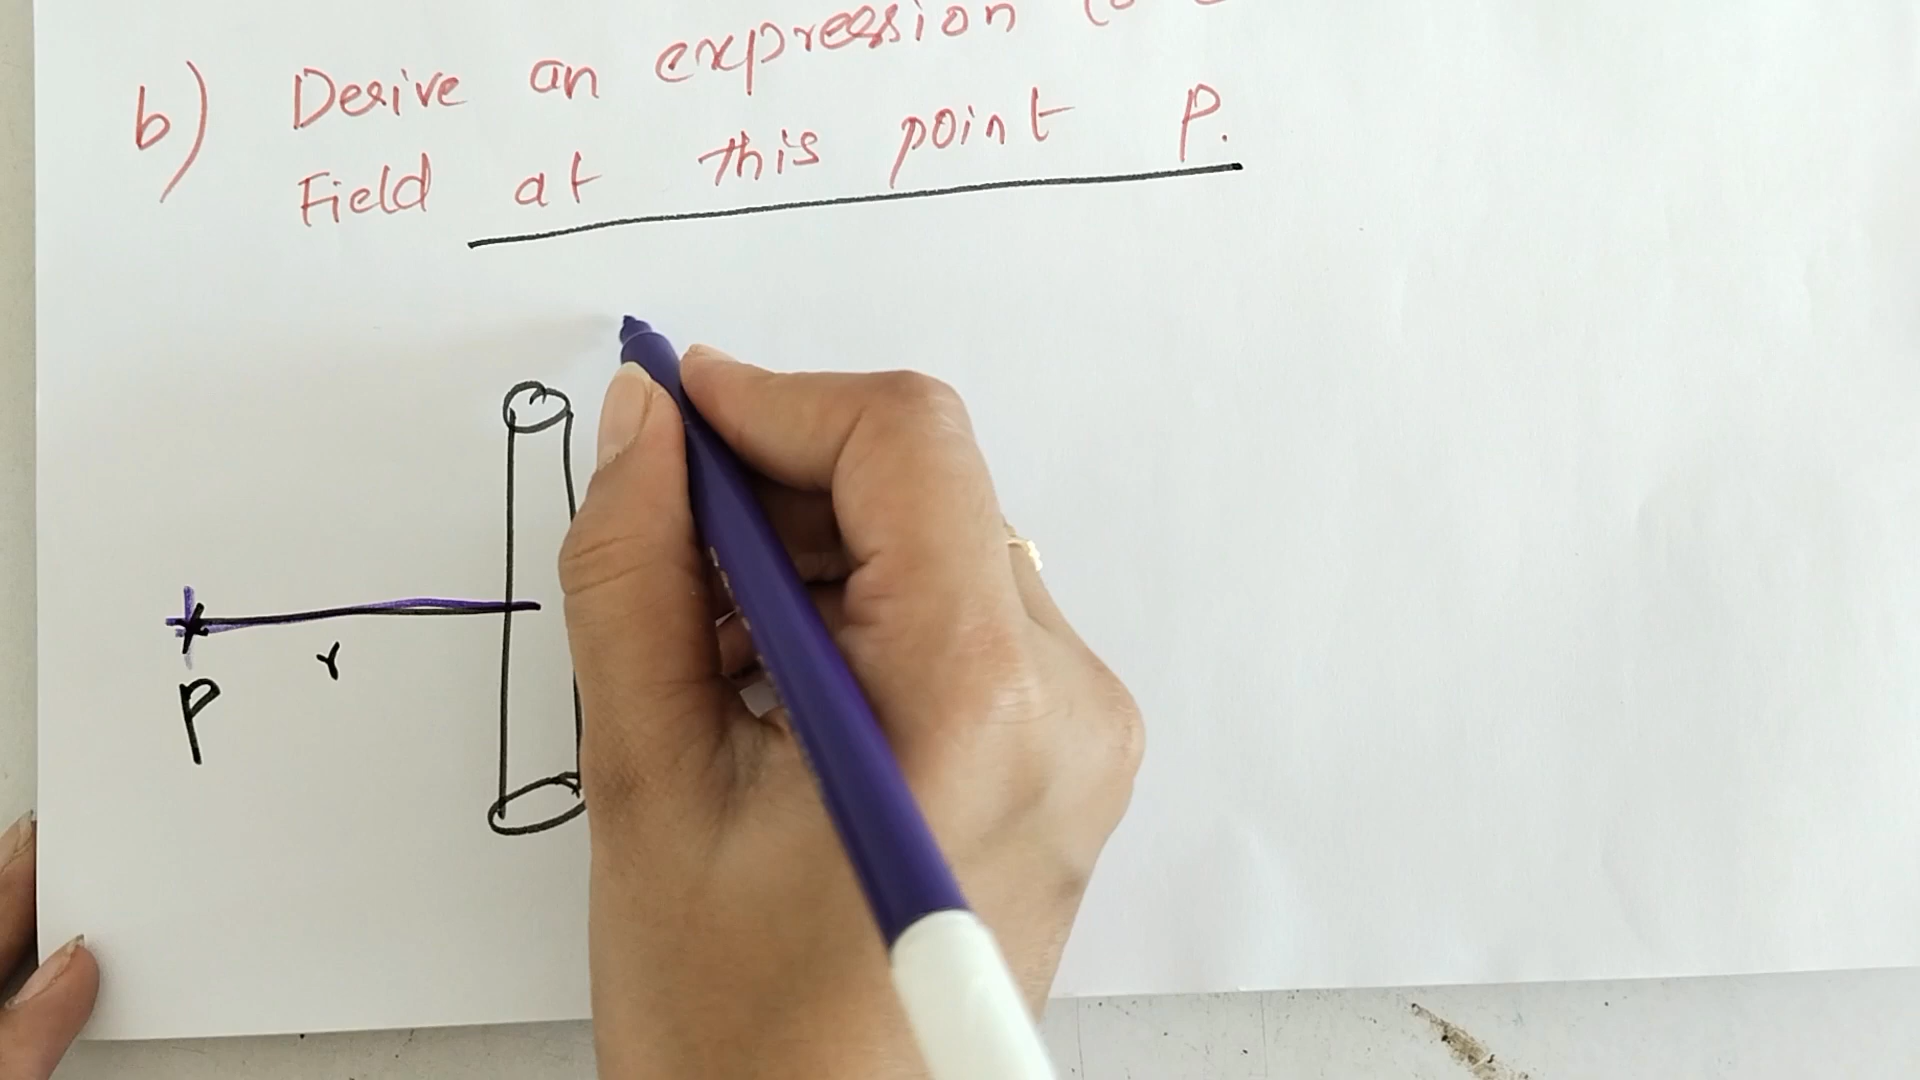 b) Derive an expression
Field at this point P.
r
P